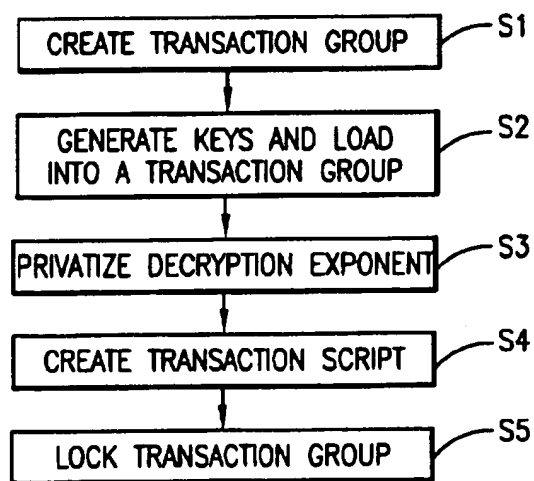 CREATE TRANSACTION GROUP
S1
GENERATE KEYS AND LOAD
INTO A TRANSACTION GROUP
S2
PRIVATIZE DECRYPTION EXPONENT
S3
CREATE TRANSACTION SCRIPT
S4
LOCK TRANSACTION GROUP
S5